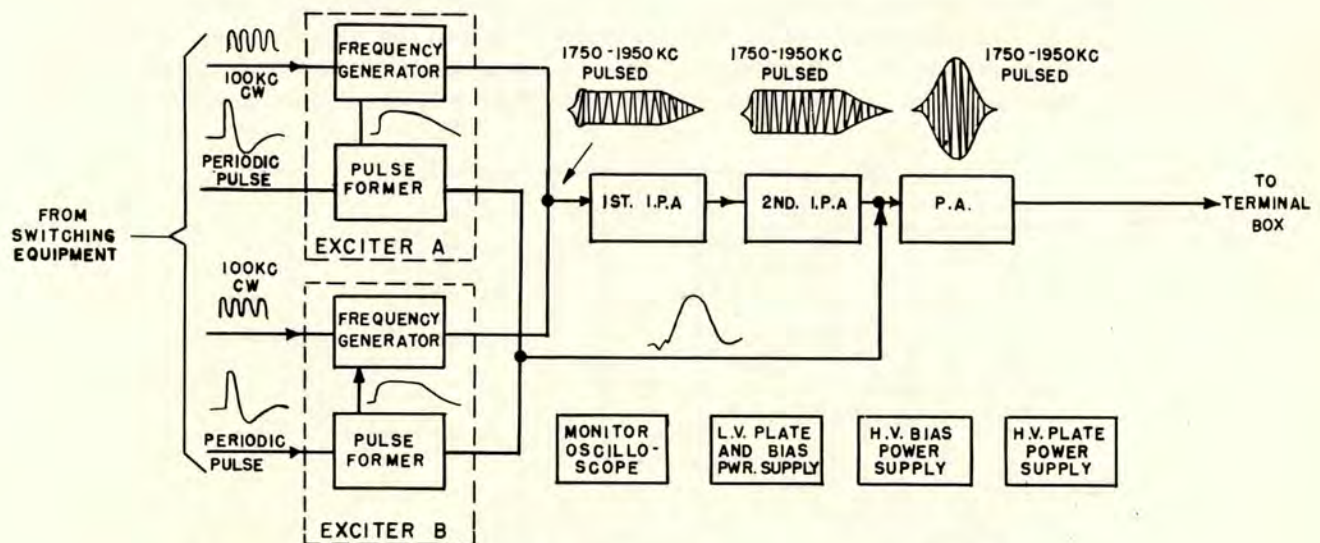 FROM
SWITCHING
EQUIPMENT
100KC
CW
PERIODIC
PULSE
FREQUENCY
GENERATOR
PULSE
FORMER
EXCITER A
100KC
CW
PERIODIC
PULSE
FREQUENCY
GENERATOR
PULSE
FORMER
EXCITER B
1750-1950KC
PULSED
1750-1950KC
PULSED
1750-1950KC
PULSED
1ST. I.P.A
2ND. I.P.A
P.A.
TO
TERMINAL
BOX
MONITOR
OSCILLO-
SCOPE
L.V. PLATE
AND BIAS
PWR. SUPPLY
H.V. BIAS
POWER
SUPPLY
H.V. PLATE
POWER
SUPPLY